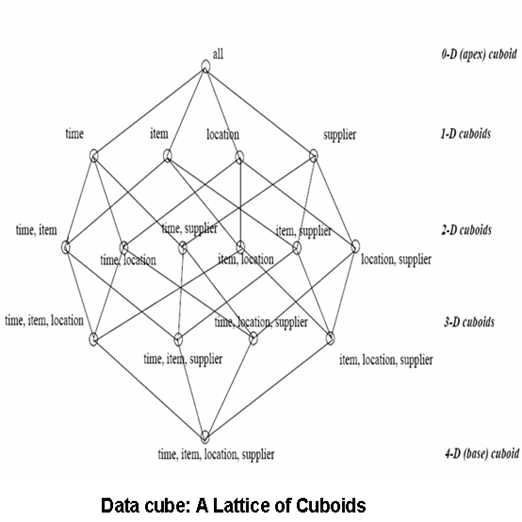 all
0-D (apex) cuboid
time
item
location
supplier
1-D cuboids
time, item
time, supplier
item, supplier
2-D cuboids
time, location
item, location
location, supplier
time, item, location
time, location, supplier
3-D cuboids
time, item, supplier
item, location, supplier
time, item, location, supplier
4-D (base) cuboid
Data cube: A Lattice of Cuboids